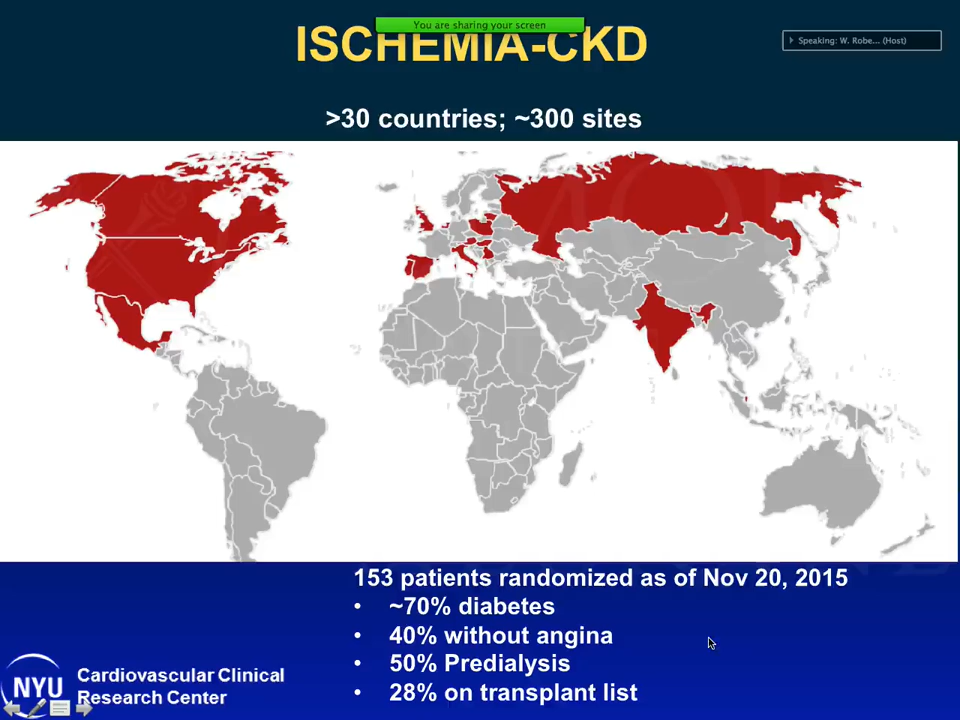 You are sharing your screen
ISCHEMIA-CKD
Speaking: W. Robe... (Host)
>30 countries; ~300 sites
153 patients randomized as of Nov 20, 2015
• ~70% diabetes
• 40% without angina
• 50% Predialysis
• 28% on transplant list
NYU
Cardiovascular Clinical
Research Center